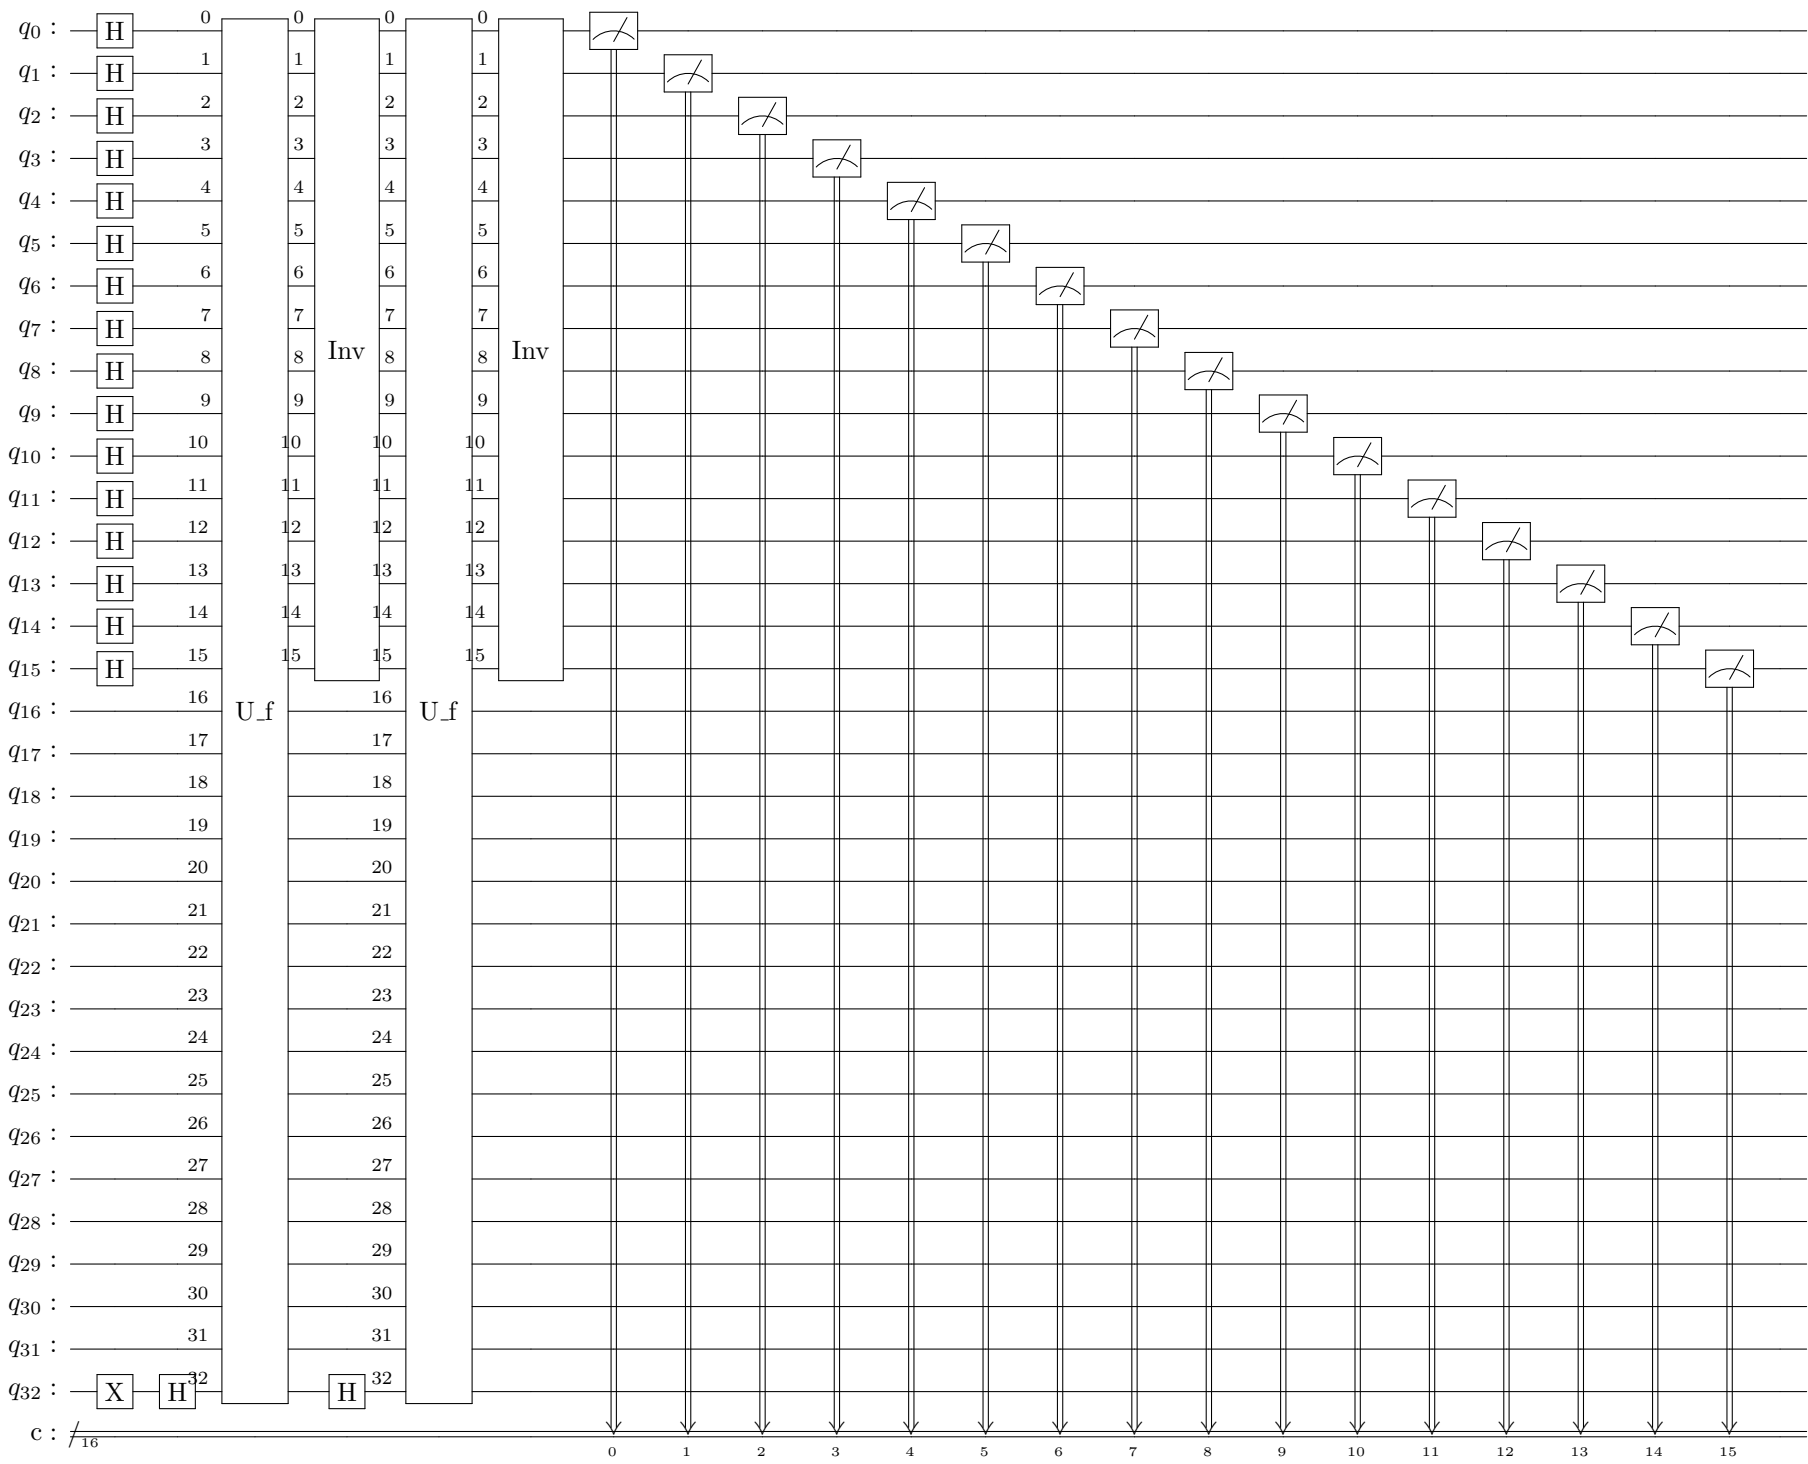 0 0 0 0
q0 : H
1 1 1 1
q1 : H
2 2 2 2
q2 : H
3 3 3 3
q3 : H
4 4 4 4
q4 : H
5 5 5 5
q5 : H
6 6 6 6
q6 : H
7 7 7 7
q7 : H
Inv Inv
8 8 8 8
q8 : H
9 9 9 9
q9 : H
10 10 10 10
q10 : H
11 11 11 11
q11 : H
12 12 12 12
q12 : H
13 13 13 13
q13 : H
14 14 14 14
q14 : H
15 15 15 15
q15 : H
16 16
q16 : U_f U_f
17 17
q17 :
18 18
q18 :
19 19
q19 :
20 20
q20 :
21 21
q21 :
22 22
q22 :
23 23
q23 :
24 24
q24 :
25 25
q25 :
26 26
q26 :
27 27
q27 :
28 28
q28 :
29 29
q29 :
30 30
q30 :
31 31
q31 :
32 32
q32 : X H H
c : / 16
0 1 2 3 4 5 6 7 8 9 10 11 12 13 14 15